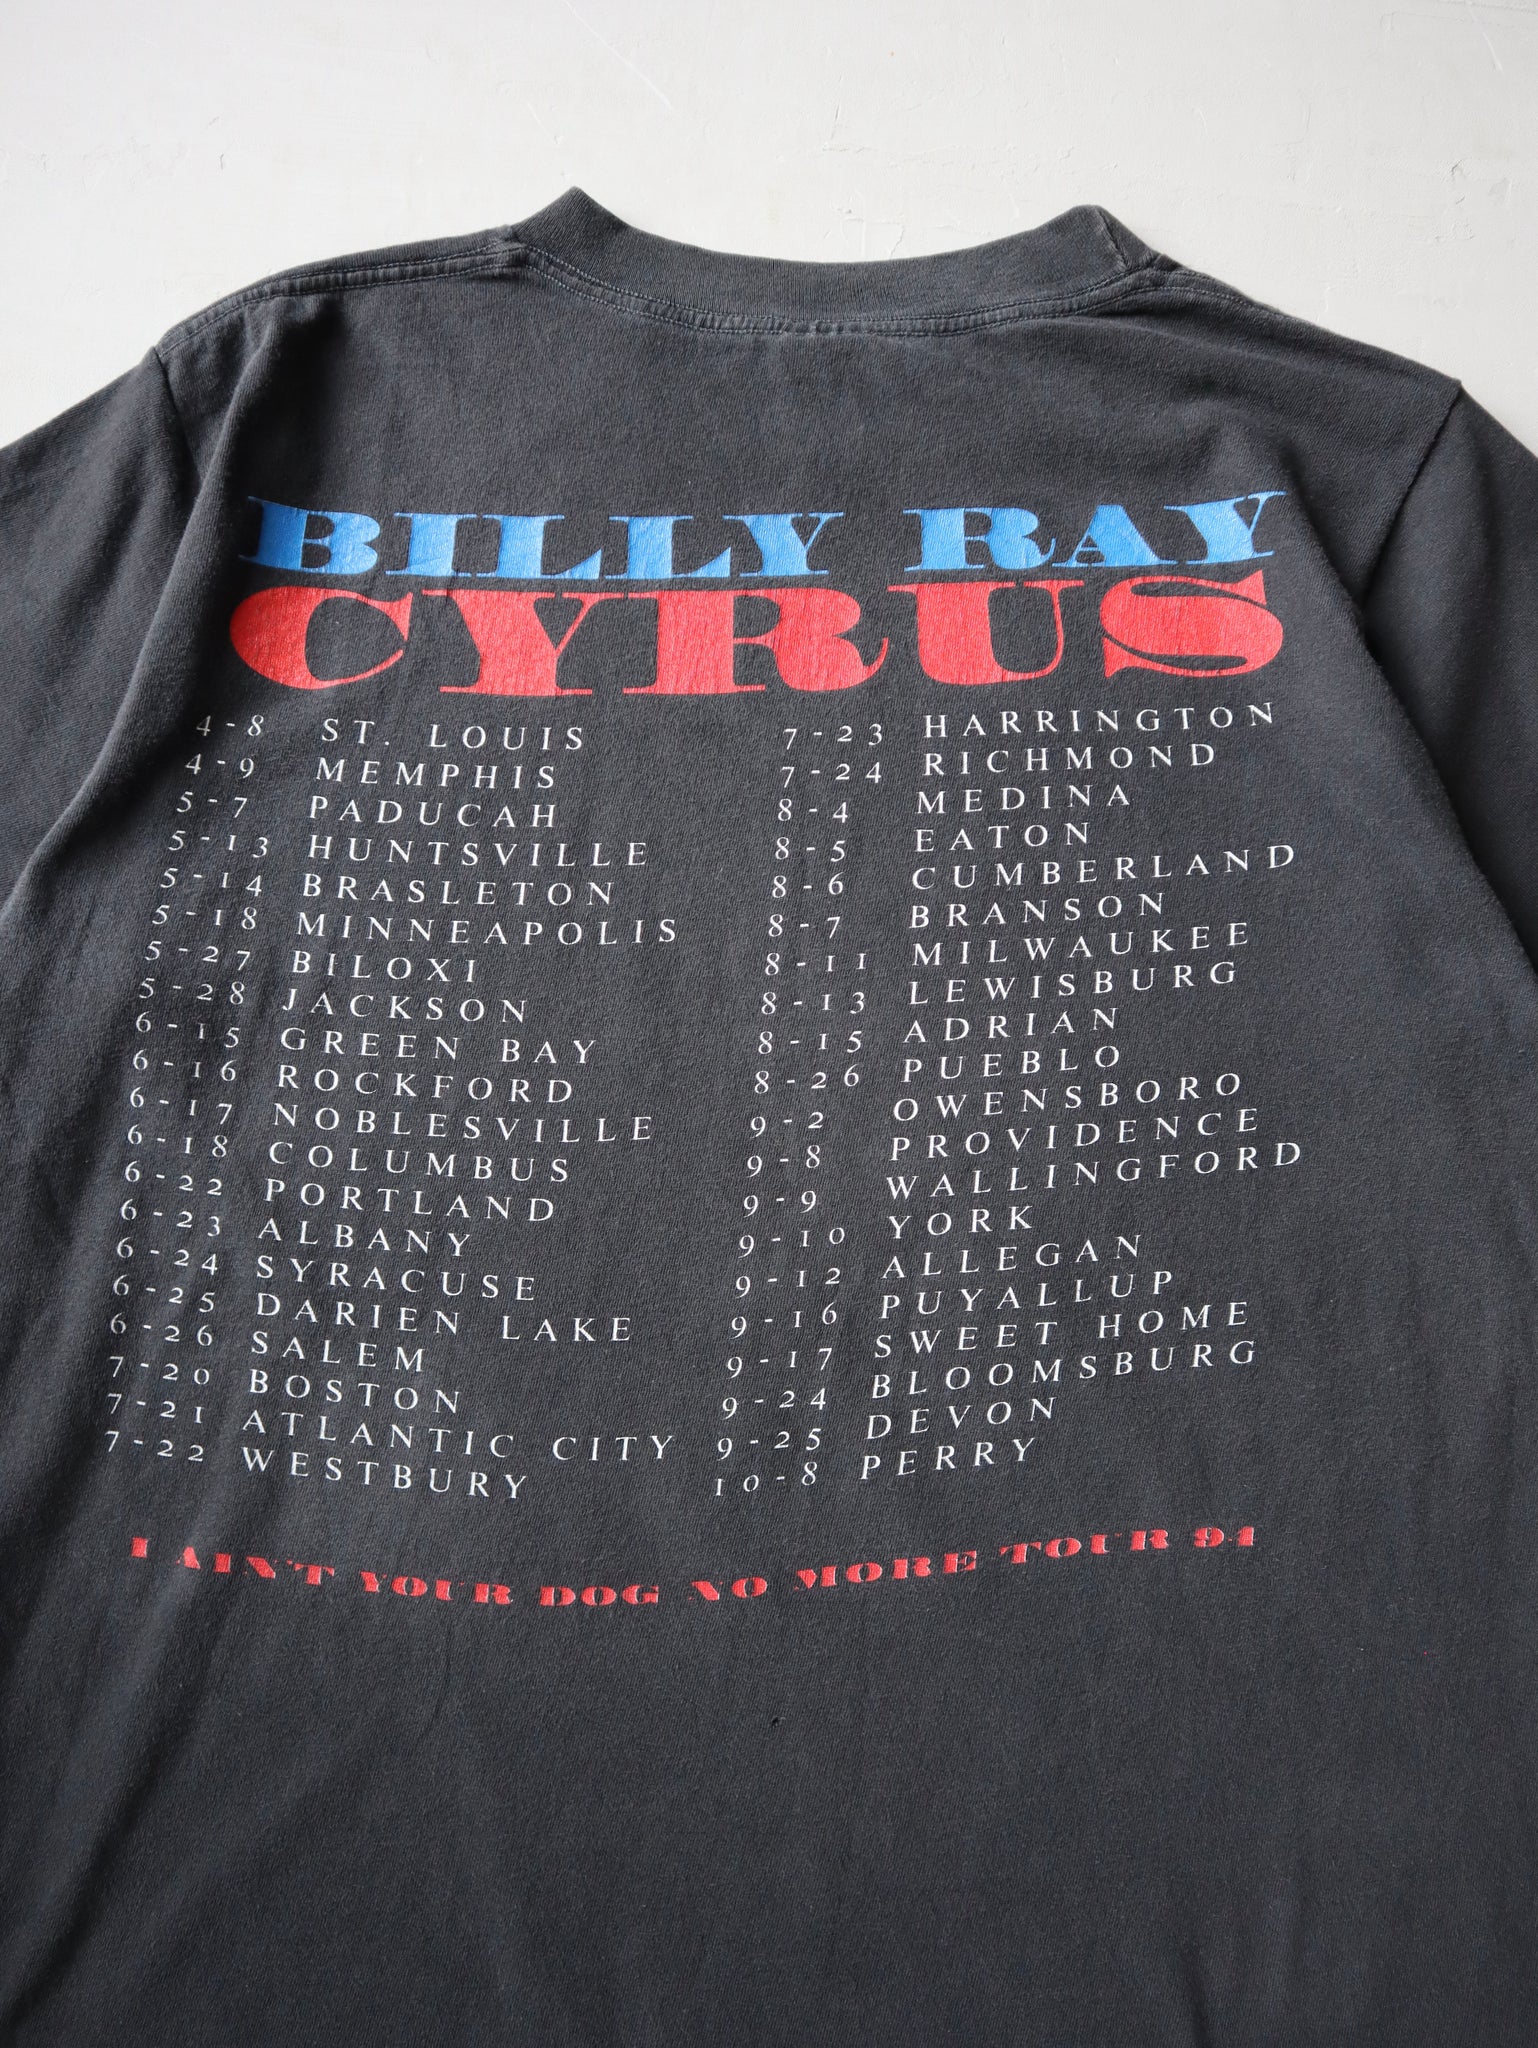 BILLY RAY
CYRUS
4-8 ST. LOUIS
4-9 MEMPHIS
5-7 PADUCAH
5-13 HUNTSVILLE
5-14 BRASLETON
5-18 MINNEAPOLIS
5-27 BILOXI
5-28 JACKSON
6-15 GREEN BAY
6-16 ROCKFORD
6-17 NOBLESVILLE
6-18 COLUMBUS
6-22 PORTLAND
6-23 ALBANY
6-24 SYRACUSE
6-25 DARIEN LAKE
6-26 SALEM
7-20 BOSTON
7-21 ATLANTIC CITY
7-22 WESTBURY
7-23 HARRINGTON
7-24 RICHMOND
8-4 MEDINA
8-5 EATON
8-6 CUMBERLAND
8-7 BRANSON
8-11 MILWAUKEE
8-13 LEWISBURG
8-15 ADRIAN
8-26 PUEBLO
9-2 OWENSBORO
9-8 PROVIDENCE
9-9 WALLINGFORD
9-10 YORK
9-12 ALLEGAN
9-16 PUYALLUP
9-17 SWEET HOME
9-24 BLOOMSBURG
9-25 DEVON
10-8 PERRY
I AIN'T YOUR DOG NO MORE TOUR 94